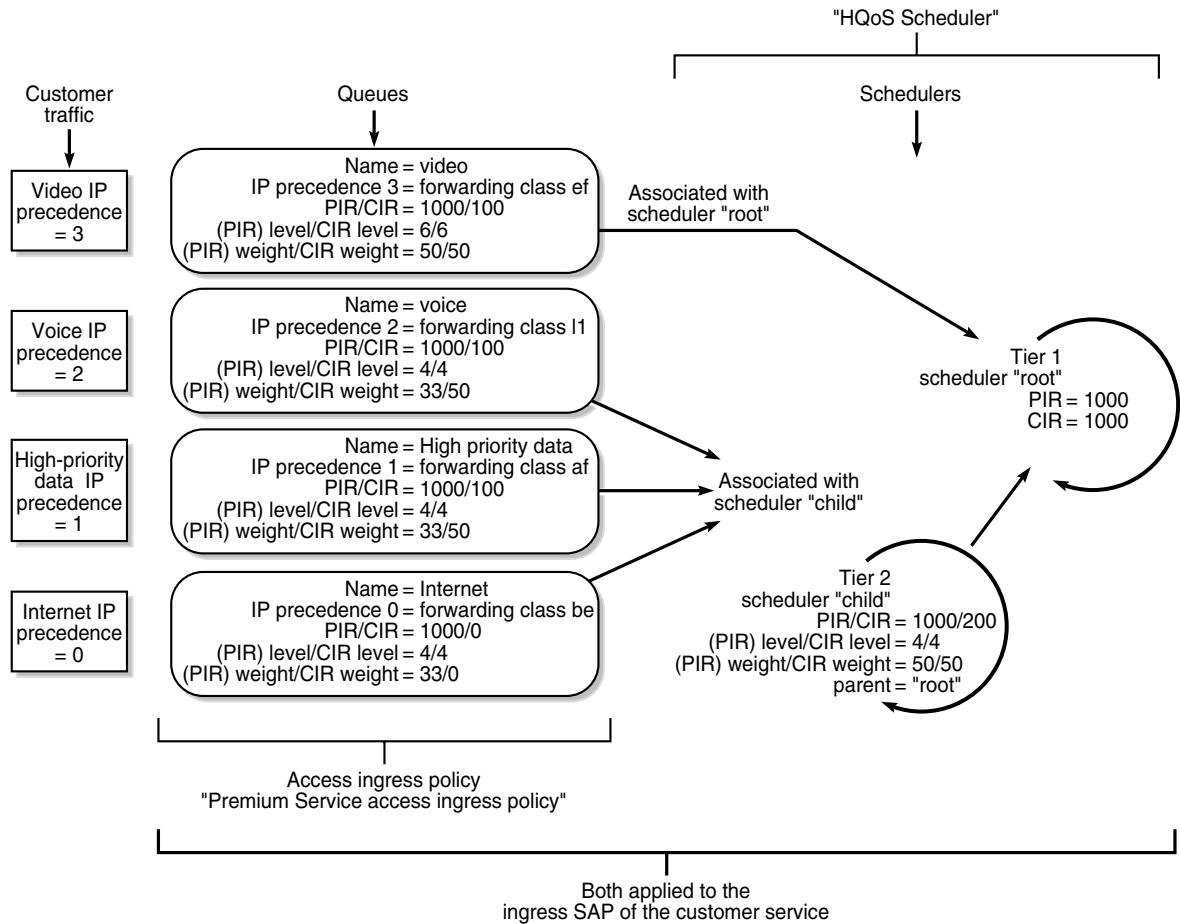 "HQoS Scheduler"
Customer
traffic
Queues
Schedulers
Video IP
precedence
= 3
Name = video
IP precedence 3 = forwarding class ef
PIR/CIR = 1000/100
(PIR) level/CIR level = 6/6
(PIR) weight/CIR weight = 50/50
Associated with
scheduler "root"
Voice IP
precedence
= 2
Name = voice
IP precedence 2 = forwarding class l1
PIR/CIR = 1000/100
(PIR) level/CIR level = 4/4
(PIR) weight/CIR weight = 33/50
Tier 1
scheduler "root"
PIR = 1000
CIR = 1000
High-priority
data IP
precedence
= 1
Name = High priority data
IP precedence 1 = forwarding class af
PIR/CIR = 1000/100
(PIR) level/CIR level = 4/4
(PIR) weight/CIR weight = 33/50
Associated with
scheduler "child"
Internet IP
precedence
= 0
Name = Internet
IP precedence 0 = forwarding class be
PIR/CIR = 1000/0
(PIR) level/CIR level = 4/4
(PIR) weight/CIR weight = 33/0
Tier 2
scheduler "child"
PIR/CIR = 1000/200
(PIR) level/CIR level = 4/4
(PIR) weight/CIR weight = 50/50
parent = "root"
Access ingress policy
"Premium Service access ingress policy"
Both applied to the
ingress SAP of the customer service